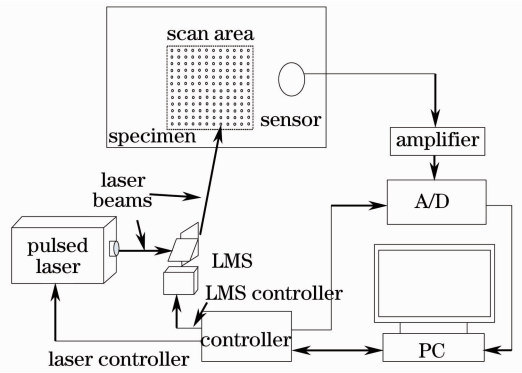 scan area
sensor
specimen
amplifier
laser
beams
A/D
pulsed
laser
LMS
LMS controller
controller
PC
laser controller